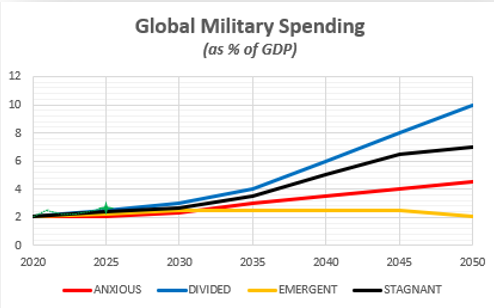 Global Military Spending
(as % of GDP)
12
10
8
6
4
2
0
2020 2025 2030 2035 2040 2045 2050
ANXIOUS DIVIDED EMERGENT STAGNANT